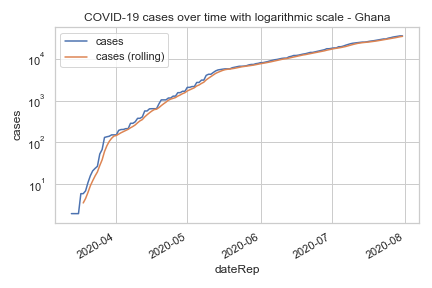 COVID-19 cases over time with logarithmic scale - Ghana
cases
cases (rolling)
10^4
10^3
10^2
10^1
cases
2020-04
2020-05
2020-06
2020-07
2020-08
dateRep